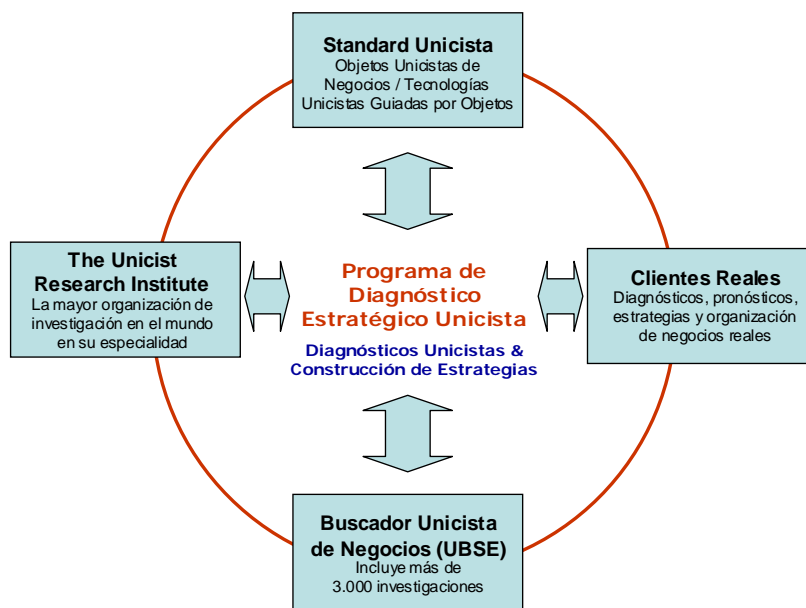 Standard Unicista
Objetos Unicistas de
Negocios / Tecnologías
Unicistas Guiadas por Objetos
The Unicist
Research Institute
La mayor organización de
investigación en el mundo
en su especialidad
Programa de
Diagnóstico
Estratégico Unicista
Diagnósticos Unicistas &
Construcción de Estrategias
Clientes Reales
Diagnósticos, pronósticos,
estrategias y organización
de negocios reales
Buscador Unicista
de Negocios (UBSE)
Incluye más de
3.000 investigaciones